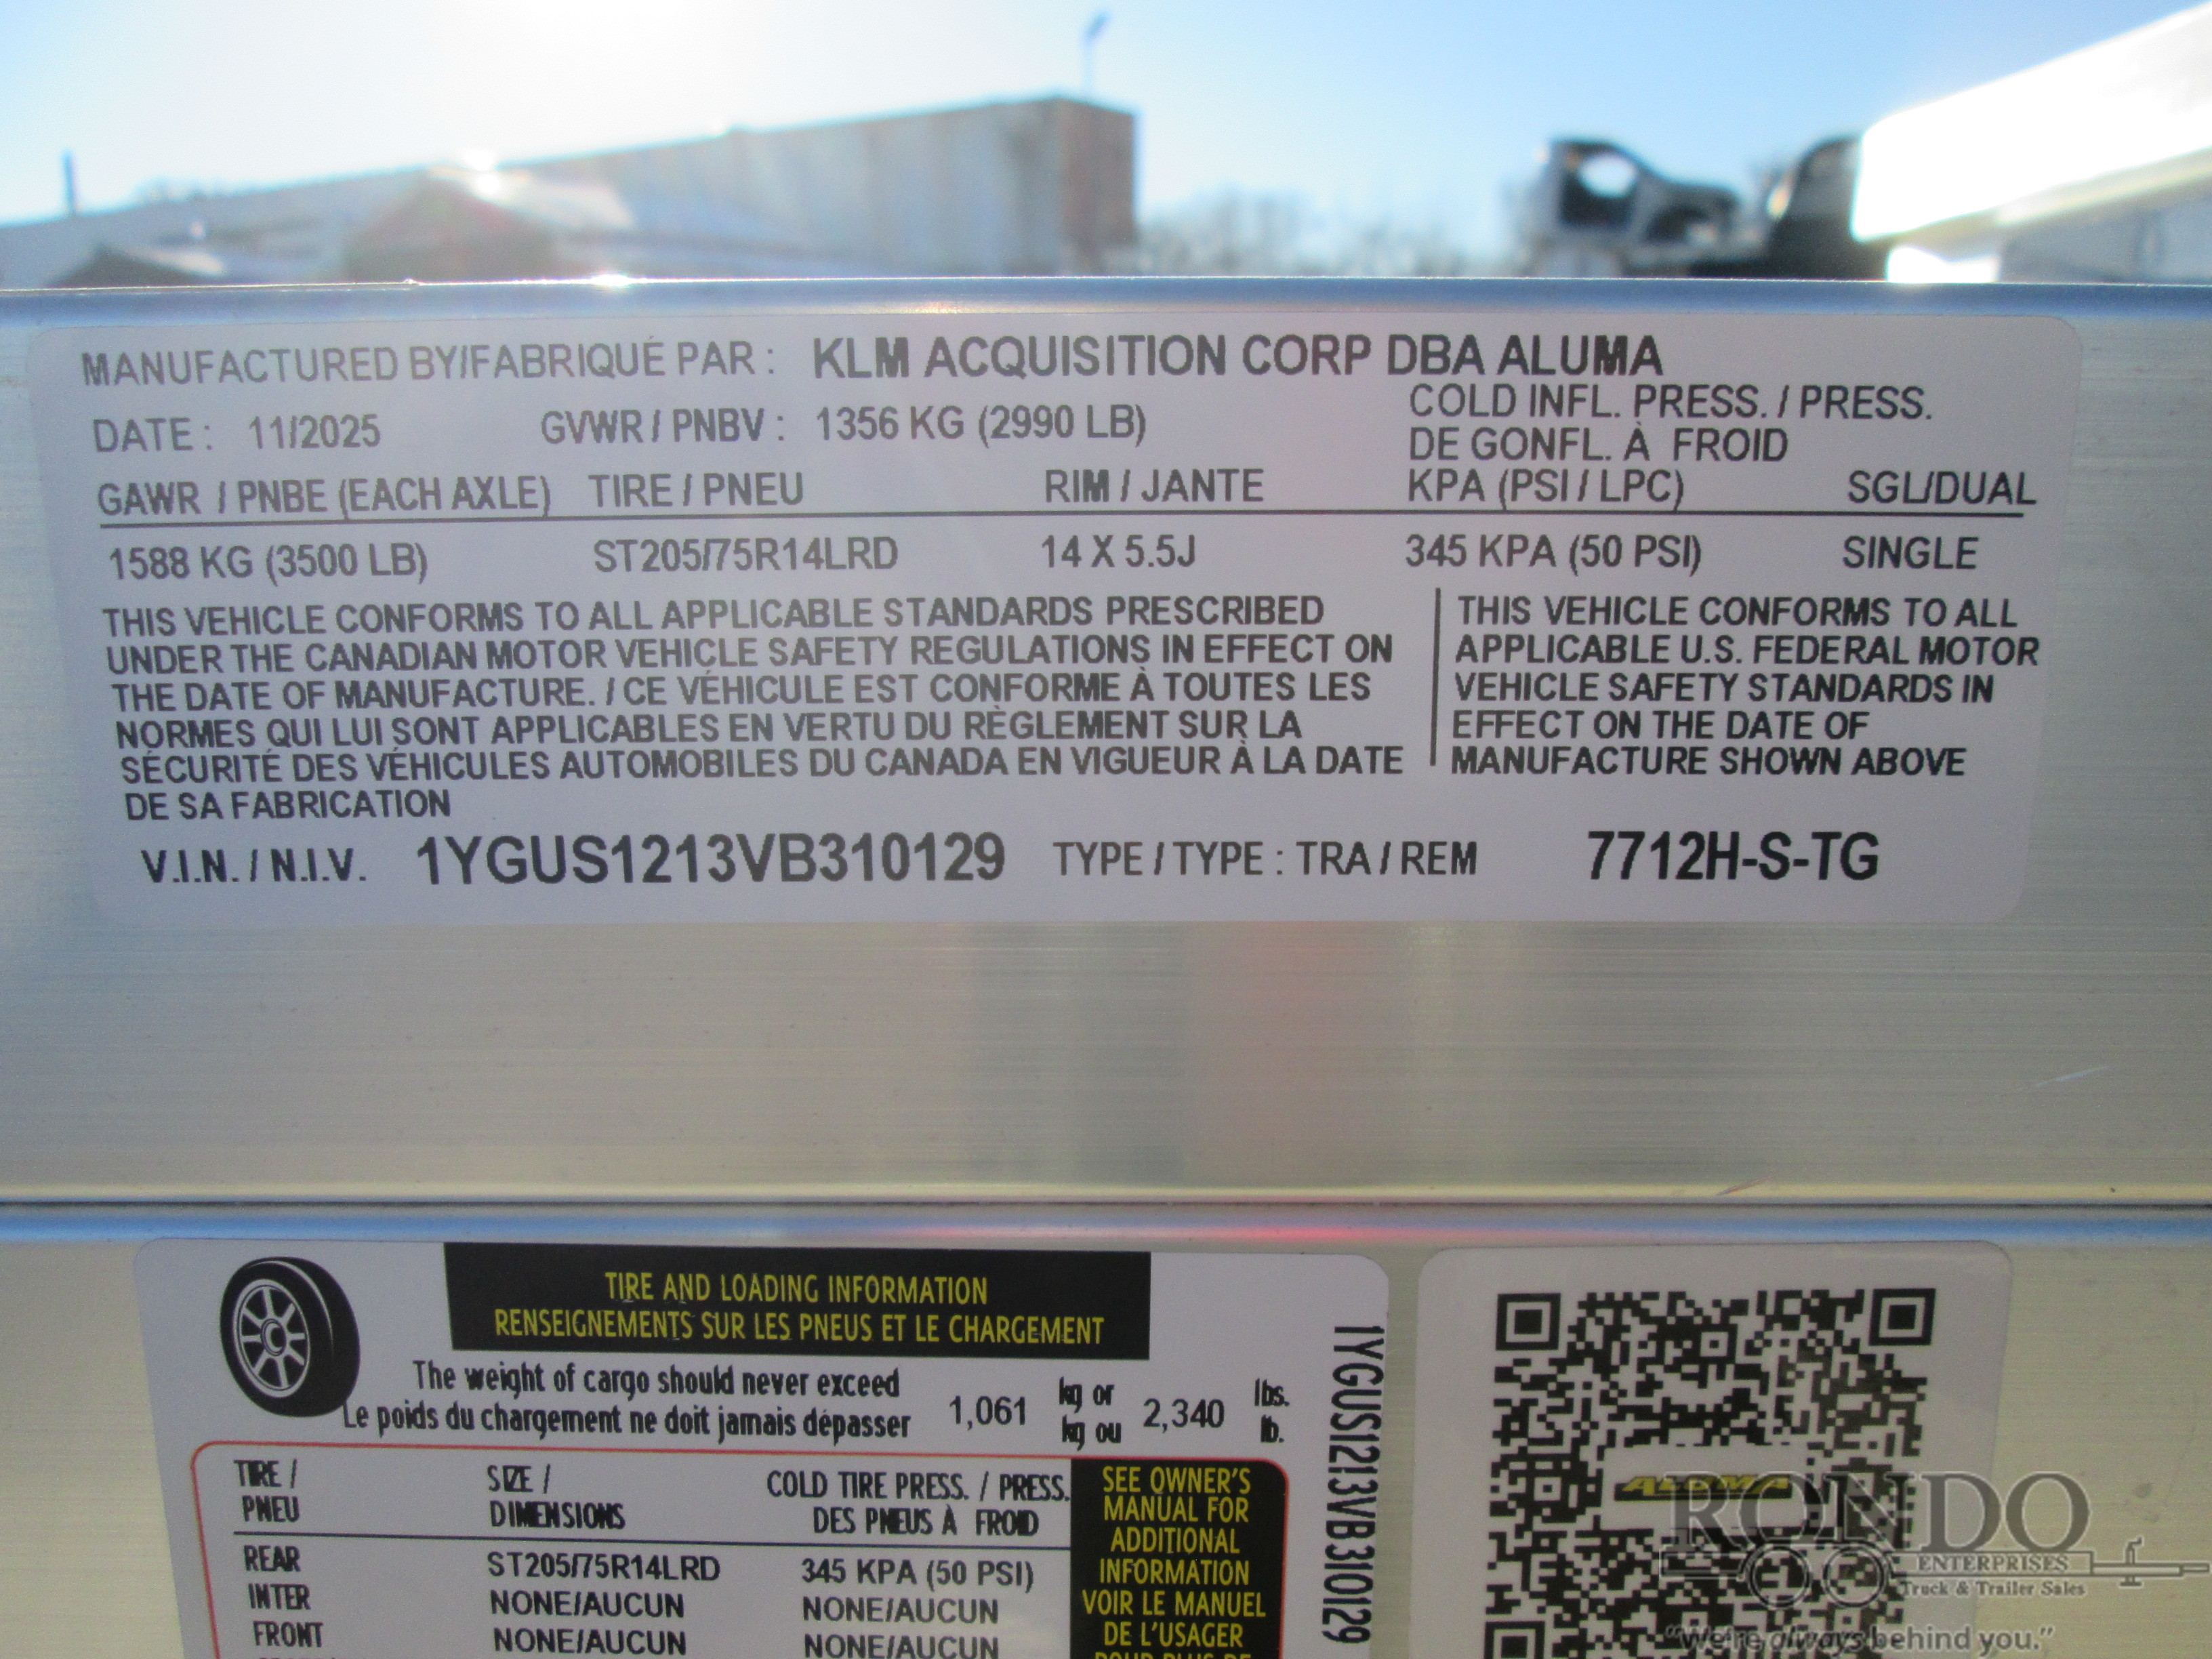 MANUFACTURED BY/FABRIQUÉ PAR : KLM ACQUISITION CORP DBA ALUMA
DATE : 11/2025 GVWR / PNBV : 1356 KG (2990 LB)
COLD INFL. PRESS. / PRESS.
DE GONFL. À FROID
GAWR / PNBE (EACH AXLE) TIRE / PNEU RIM / JANTE KPA (PSI / LPC) SGL/DUAL
1588 KG (3500 LB) ST205/75R14LRD 14 X 5.5J 345 KPA (50 PSI) SINGLE
THIS VEHICLE CONFORMS TO ALL APPLICABLE STANDARDS PRESCRIBED
UNDER THE CANADIAN MOTOR VEHICLE SAFETY REGULATIONS IN EFFECT ON
THE DATE OF MANUFACTURE. / CE VÉHICULE EST CONFORME À TOUTES LES
NORMES QUI LUI SONT APPLICABLES EN VERTU DU RÈGLEMENT SUR LA
SÉCURITÉ DES VÉHICULES AUTOMOBILES DU CANADA EN VIGUEUR À LA DATE
DE SA FABRICATION
THIS VEHICLE CONFORMS TO ALL
APPLICABLE U.S. FEDERAL MOTOR
VEHICLE SAFETY STANDARDS IN
EFFECT ON THE DATE OF
MANUFACTURE SHOWN ABOVE
V.I.N. / N.I.V. 1YGUS1213VB310129 TYPE / TYPE : TRA / REM 7712H-S-TG
TIRE AND LOADING INFORMATION
RENSEIGNEMENTS SUR LES PNEUS ET LE CHARGEMENT
The weight of cargo should never exceed
Le poids du chargement ne doit jamais dépasser
1,061 kg or 2,340 lbs.
kg ou lb.
TIRE / SIZE / COLD TIRE PRESS. / PRESS.
PNEU DIMENSIONS DES PNEUS À FROID
REAR ST205/75R14LRD 345 KPA (50 PSI)
INTER NONE/AUCUN NONE/AUCUN
FRONT NONE/AUCUN NONE/AUCUN
SEE OWNER'S
MANUAL FOR
ADDITIONAL
INFORMATION
VOIR LE MANUEL
DE L'USAGER
POUR PLUS DE
1YGUS1213VB310129
ALUMA
RONDO
ENTERPRISES
Truck & Trailer Sales
"We're always behind you."